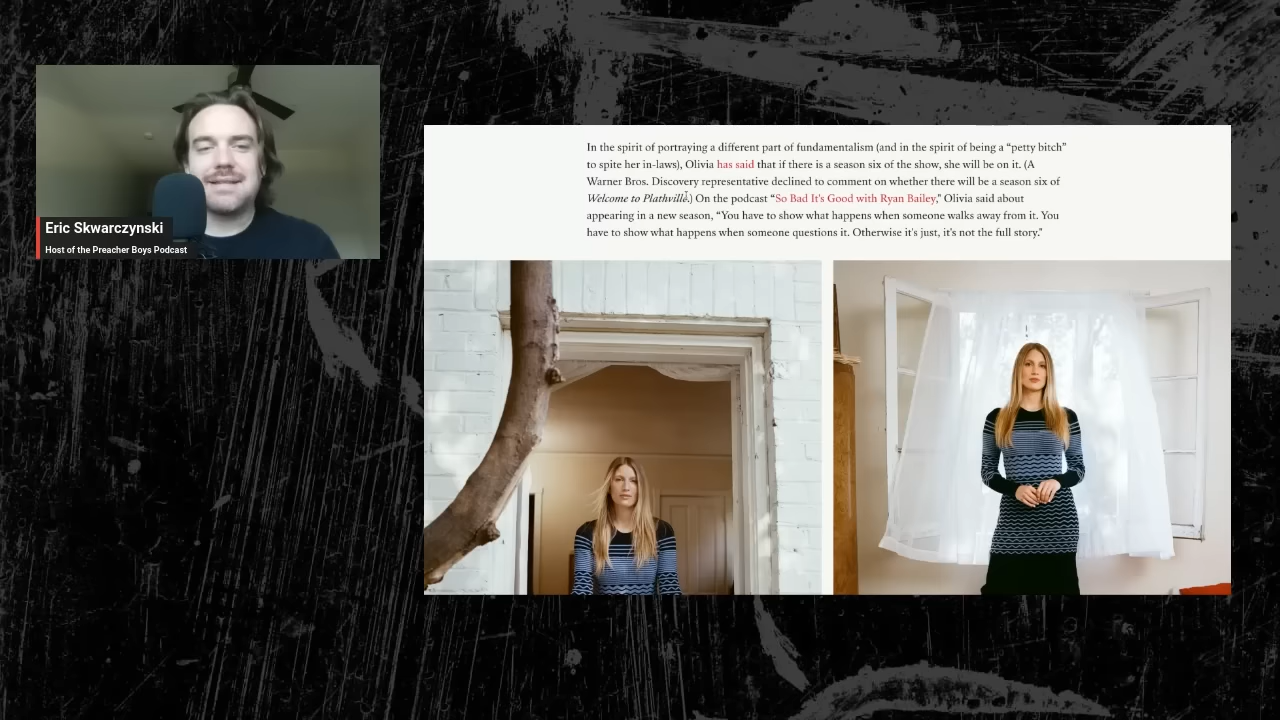 Eric Skwarczynski
Host of the Preacher Boys Podcast
In the spirit of portraying a different part of fundamentalism (and in the spirit of being a “petty bitch”
to spite her in-laws), Olivia has said that if there is a season six of the show, she will be on it. (A
Warner Bros. Discovery representative declined to comment on whether there will be a season six of
Welcome to Plathville.) On the podcast “So Bad It's Good with Ryan Bailey,” Olivia said about
appearing in a new season, “You have to show what happens when someone walks away from it. You
have to show what happens when someone questions it. Otherwise it's just, it's not the full story.”